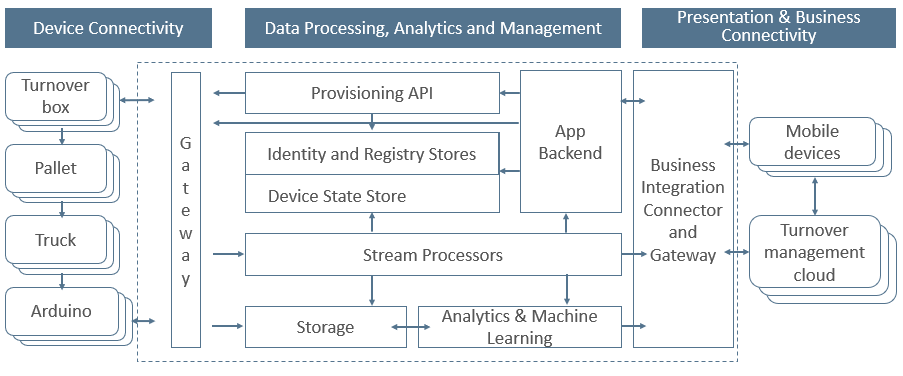 Device Connectivity
Data Processing, Analytics and Management
Presentation & Business
Connectivity
Turnover
box
Pallet
Truck
Arduino
G
a
t
e
w
a
y
Provisioning API
Identity and Registry Stores
Device State Store
App
Backend
Stream Processors
Storage
Analytics & Machine
Learning
Business
Integration
Connector
and
Gateway
Mobile
devices
Turnover
management
cloud